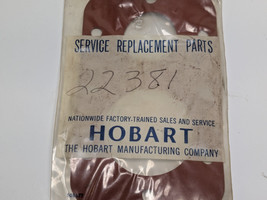 SERVICE REPLACEMENT PARTS
22381
NATIONWIDE FACTORY-TRAINED SALES AND SERVICE
HOBART
THE HOBART MANUFACTURING COMPANY